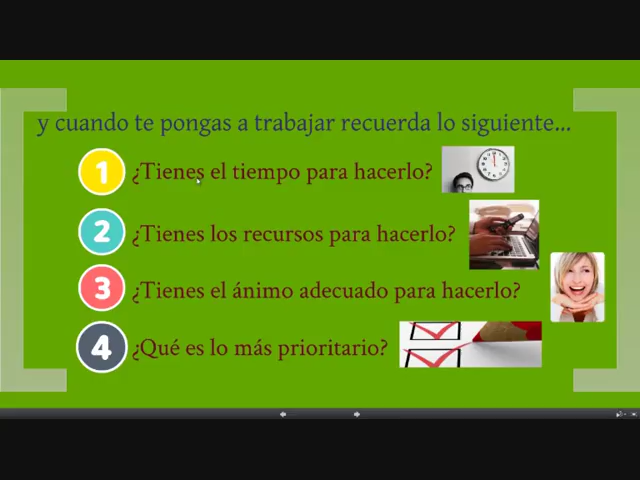 y cuando te pongas a trabajar recuerda lo siguiente...
1 ¿Tienes el tiempo para hacerlo?
2 ¿Tienes los recursos para hacerlo?
3 ¿Tienes el ánimo adecuado para hacerlo?
4 ¿Qué es lo más prioritario?